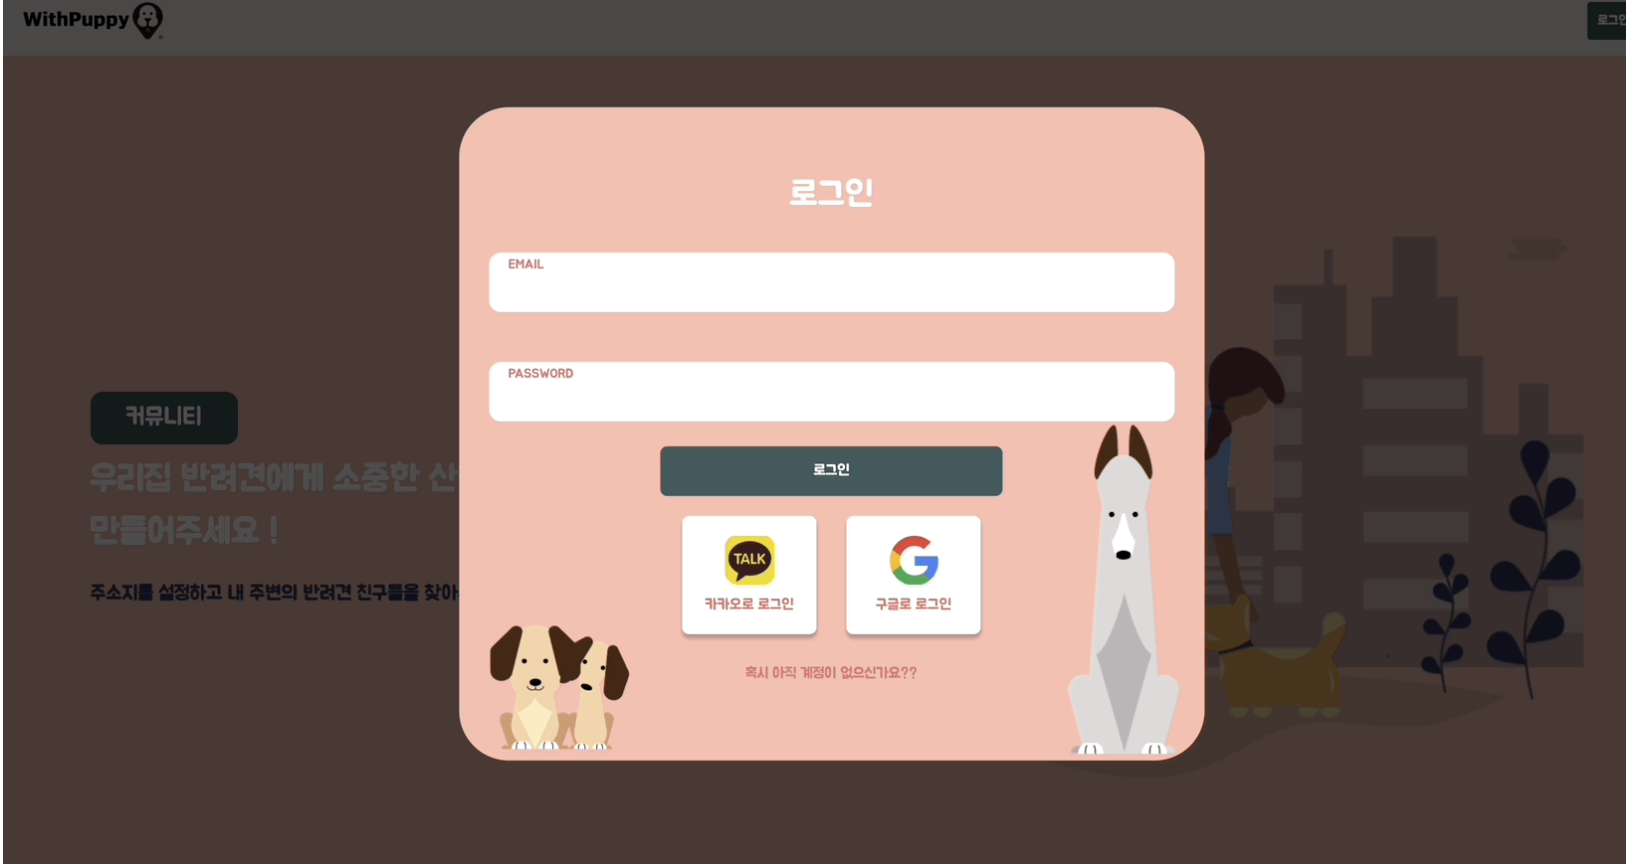 WithPuppy
로그인
로그인
EMAIL
PASSWORD
커뮤니티
우리집 반려견에게 소중한 산
만들어주세요 !
주소지를 설정하고 내 주변의 반려견 친구들을 찾아
로그인
TALK
카카오로 로그인
구글로 로그인
혹시 아직 계정이 없으신가요??